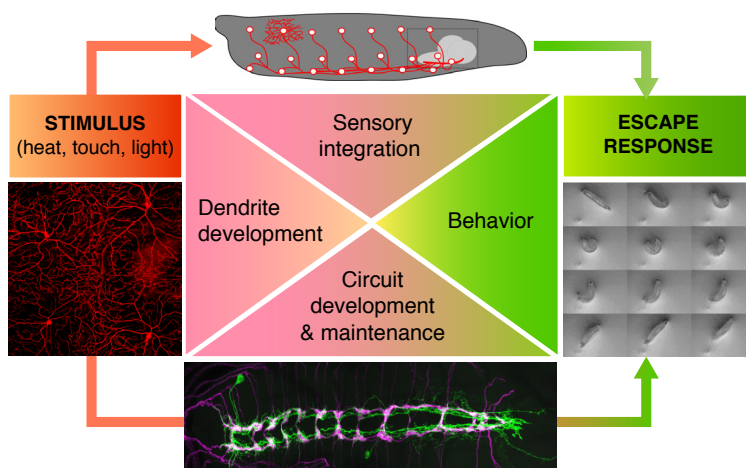 STIMULUS
(heat, touch, light)
Sensory
integration
ESCAPE
RESPONSE
Dendrite
development
Behavior
Circuit
development
& maintenance